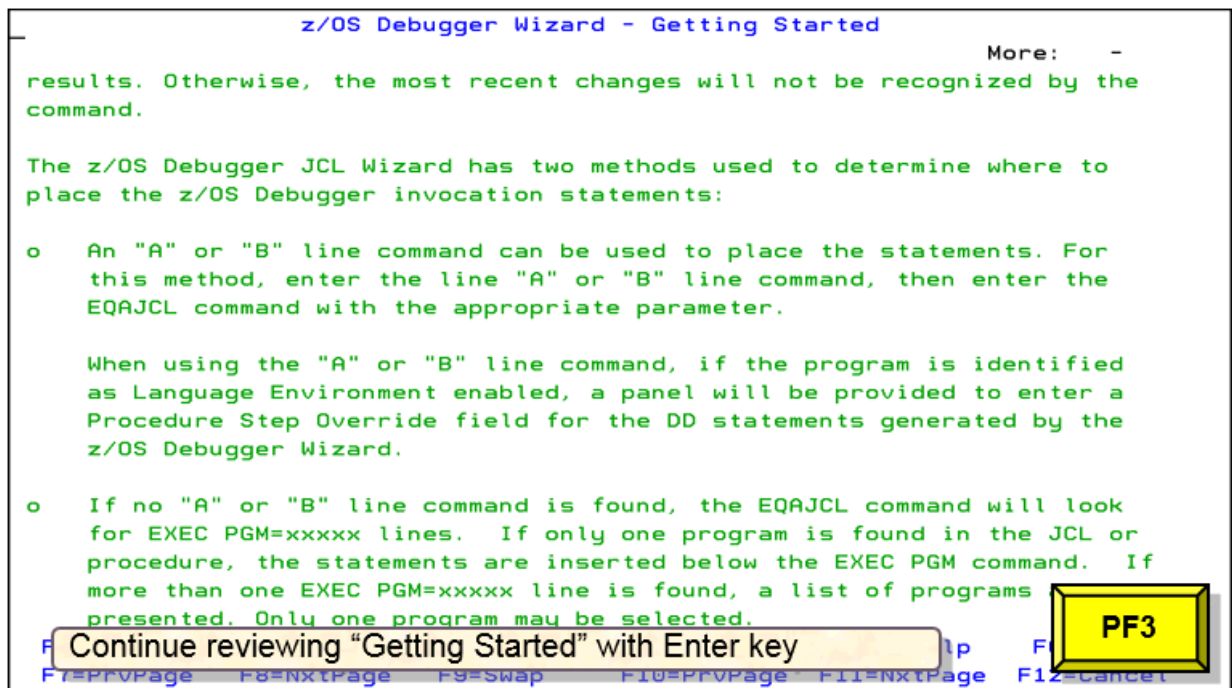 z/OS Debugger Wizard - Getting Started
More:    -
results. Otherwise, the most recent changes will not be recognized by the
command.
The z/OS Debugger JCL Wizard has two methods used to determine where to
place the z/OS Debugger invocation statements:
o   An "A" or "B" line command can be used to place the statements. For
this method, enter the line "A" or "B" line command, then enter the
EQAJCL command with the appropriate parameter.
When using the "A" or "B" line command, if the program is identified
as Language Environment enabled, a panel will be provided to enter a
Procedure Step Override field for the DD statements generated by the
z/OS Debugger Wizard.
o   If no "A" or "B" line command is found, the EQAJCL command will look
for EXEC PGM=xxxxx lines.  If only one program is found in the JCL or
procedure, the statements are inserted below the EXEC PGM command.  If
more than one EXEC PGM=xxxxx line is found, a list of programs
presented. Only one program may be selected.
PF3
Continue reviewing “Getting Started” with Enter key
F7=PrvPage   F8=NxtPage   F9=Swap   F10=PrvPage   F11=NxtPage   F12=Cancel